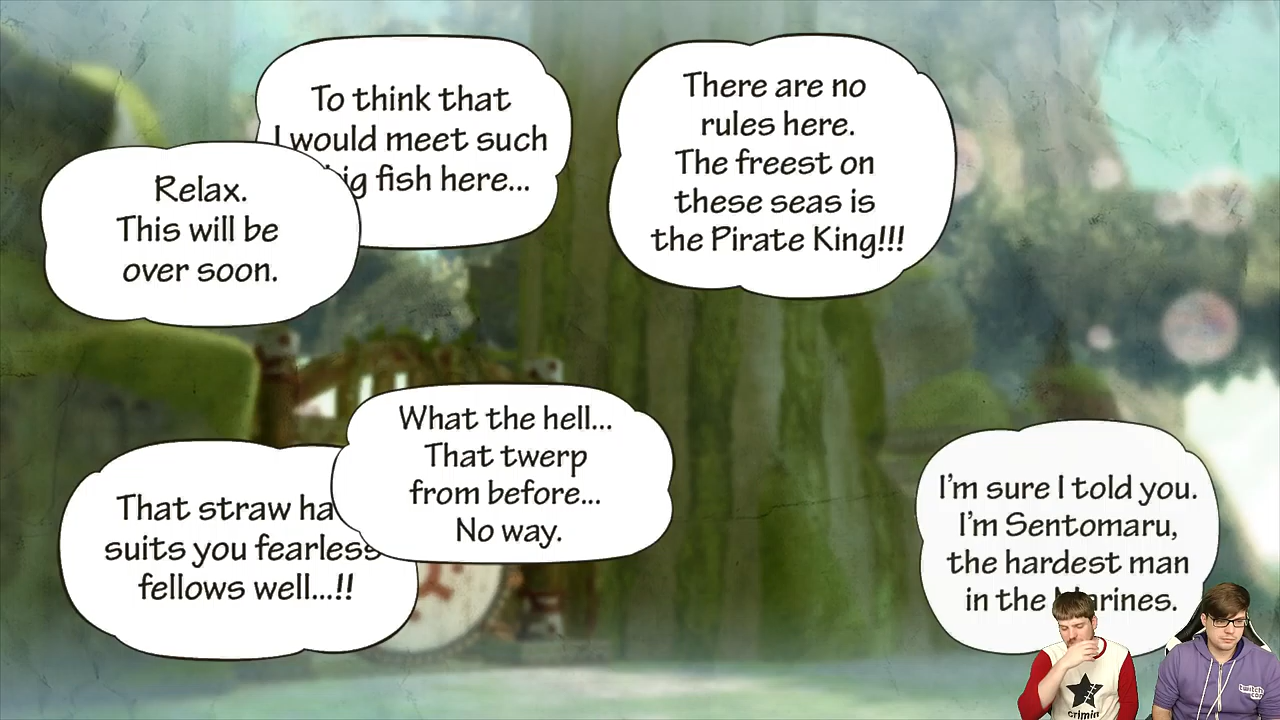 To think that
I would meet such
fish here...
Relax.
This will be
over soon.
There are no
rules here.
The freest on
these seas is
the Pirate King!!!
What the hell...
That twerp
from before...
No way.
That straw
suits you fearless
fellows well...!!
I'm sure I told you.
I'm Sentomaru,
the hardest man
in the Marines.
twitch